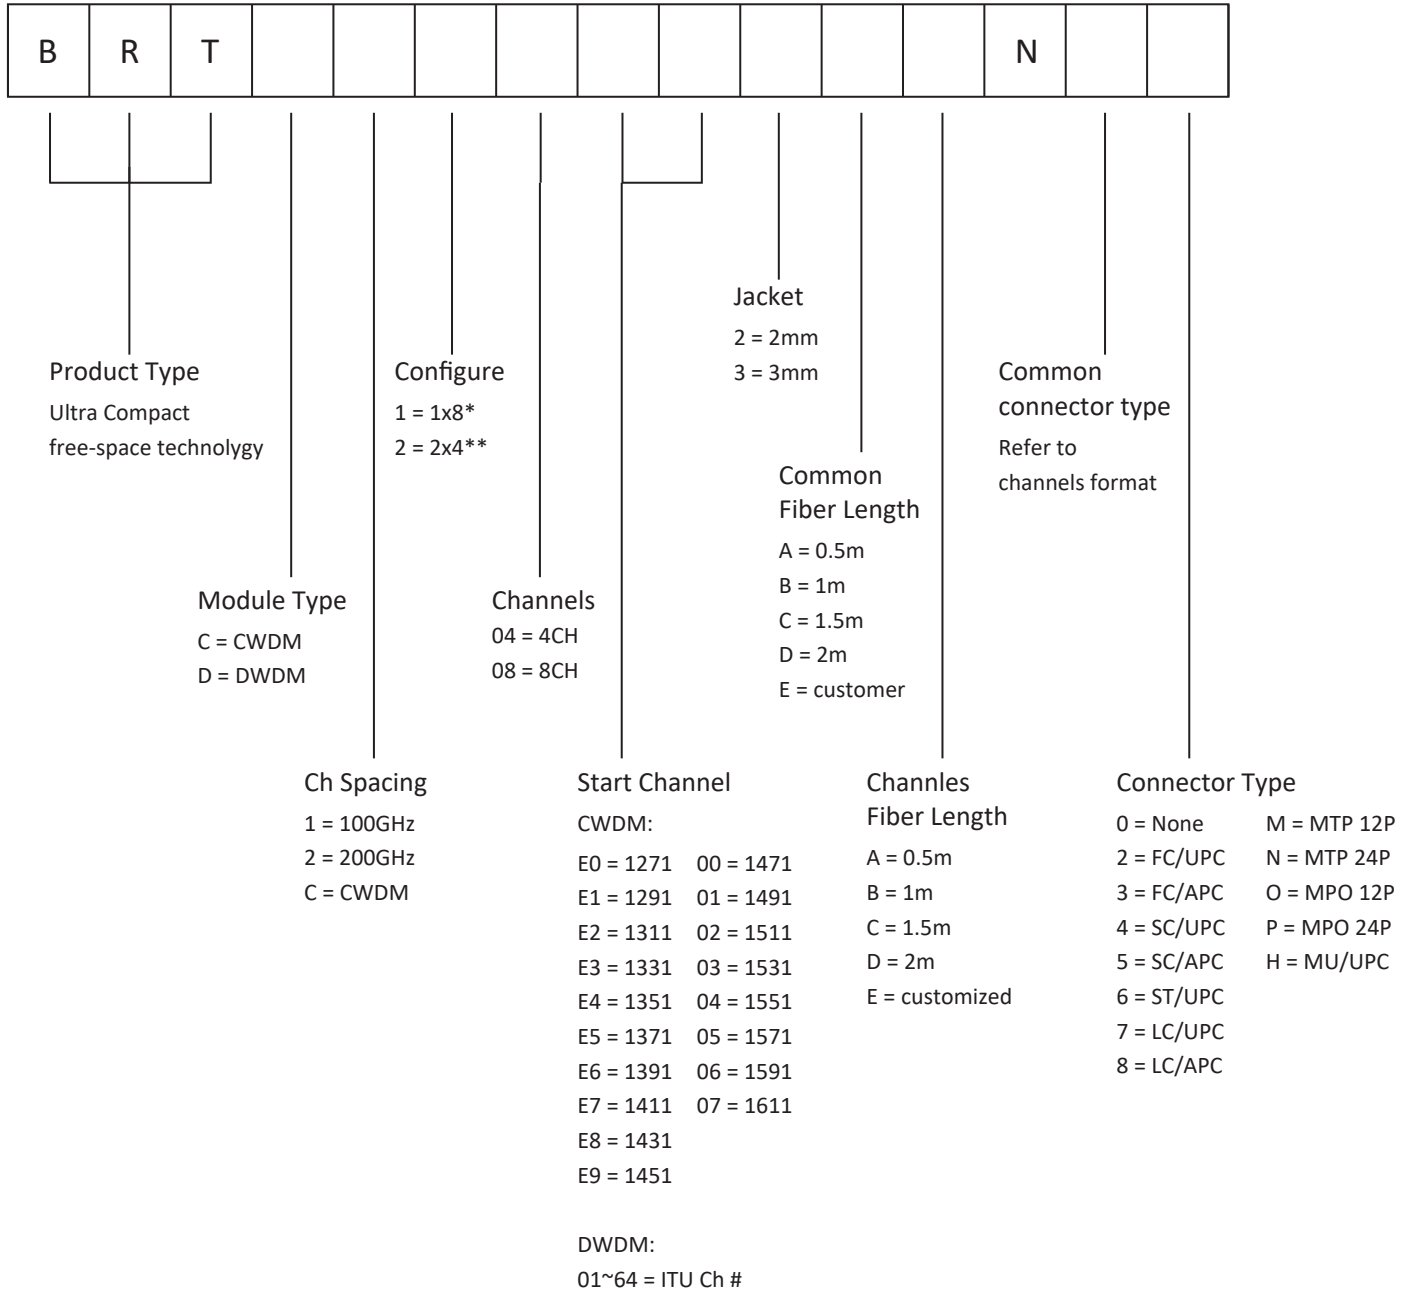 B R T N
Product Type
Ultra Compact
free-space technolygy
Module Type
C = CWDM
D = DWDM
Ch Spacing
1 = 100GHz
2 = 200GHz
C = CWDM
Configure
1 = 1x8*
2 = 2x4**
Channels
04 = 4CH
08 = 8CH
Start Channel
CWDM:
E0 = 1271 00 = 1471
E1 = 1291 01 = 1491
E2 = 1311 02 = 1511
E3 = 1331 03 = 1531
E4 = 1351 04 = 1551
E5 = 1371 05 = 1571
E6 = 1391 06 = 1591
E7 = 1411 07 = 1611
E8 = 1431
E9 = 1451
DWDM:
01~64 = ITU Ch #
Jacket
2 = 2mm
3 = 3mm
Common
Fiber Length
A = 0.5m
B = 1m
C = 1.5m
D = 2m
E = customer
Channles
Fiber Length
A = 0.5m
B = 1m
C = 1.5m
D = 2m
E = customized
Common
connector type
Refer to
channels format
Connector Type
0 = None M = MTP 12P
2 = FC/UPC N = MTP 24P
3 = FC/APC O = MPO 12P
4 = SC/UPC P = MPO 24P
5 = SC/APC H = MU/UPC
6 = ST/UPC
7 = LC/UPC
8 = LC/APC